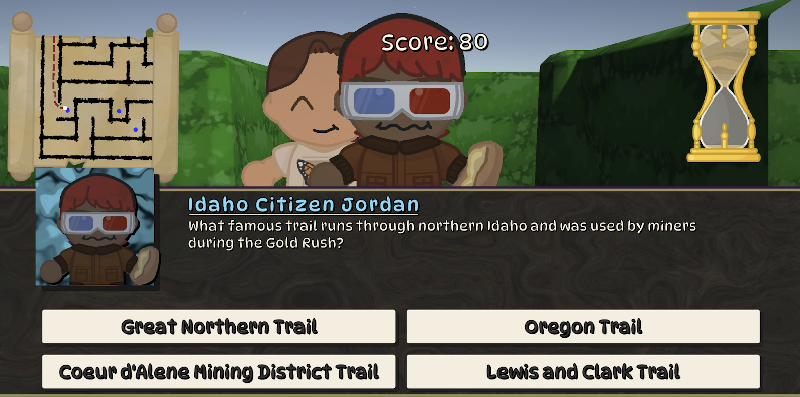 Score: 80
Idaho Citizen Jordan
What famous trail runs through northern Idaho and was used by miners
during the Gold Rush?
Great Northern Trail
Oregon Trail
Coeur d'Alene Mining District Trail
Lewis and Clark Trail